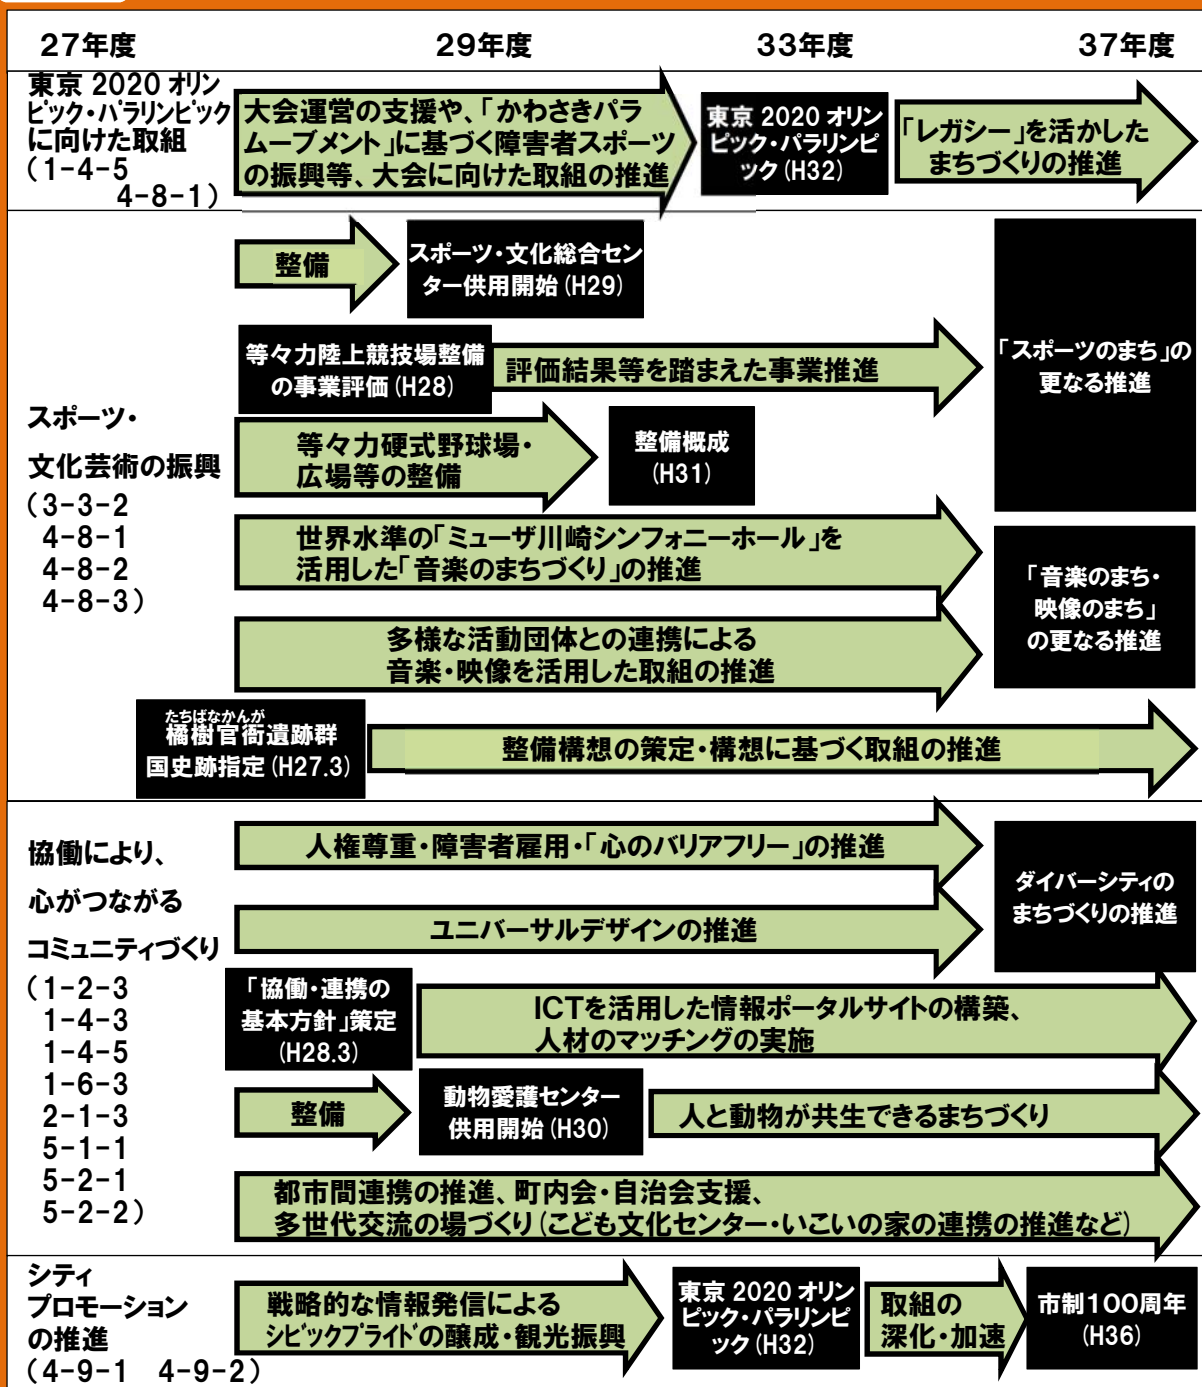 27年度 29年度 33年度 37年度
東京 2020 オリン
ピック・パラリンピック
に向けた取組
(1-4-5
4-8-1)
大会運営の支援や、「かわさきパラ
ムーブメント」に基づく障害者スポーツ
の振興等、大会に向けた取組の推進
東京 2020 オリン
ピック・パラリンピ
ック(H32)
「レガシー」を活かした
まちづくりの推進
スポーツ・
文化芸術の振興
(3-3-2
4-8-1
4-8-2
4-8-3)
整備
スポーツ・文化総合セン
ター供用開始(H29)
等々力陸上競技場整備
の事業評価(H28)
評価結果等を踏まえた事業推進
「スポーツのまち」の
更なる推進
等々力硬式野球場・
広場等の整備
整備概成
(H31)
世界水準の「ミューザ川崎シンフォニーホール」を
活用した「音楽のまちづくり」の推進
多様な活動団体との連携による
音楽・映像を活用した取組の推進
「音楽のまち・
映像のまち」
の更なる推進
たちばなかんが
橘樹官衙遺跡群
国史跡指定(H27.3)
整備構想の策定・構想に基づく取組の推進
協働により、
心がつながる
コミュニティづくり
(1-2-3
1-4-3
1-4-5
1-6-3
2-1-3
5-1-1
5-2-1
5-2-2)
人権尊重・障害者雇用・「心のバリアフリー」の推進
ユニバーサルデザインの推進
ダイバーシティの
まちづくりの推進
「協働・連携の
基本方針」策定
(H28.3)
ICTを活用した情報ポータルサイトの構築、
人材のマッチングの実施
整備
動物愛護センター
供用開始(H30)
人と動物が共生できるまちづくり
都市間連携の推進、町内会・自治会支援、
多世代交流の場づくり(こども文化センター・いこいの家の連携の推進など)
シティ
プロモーション
の推進
(4-9-1 4-9-2)
戦略的な情報発信による
シビックプライドの醸成・観光振興
東京 2020 オリン
ピック・パラリンピ
ック(H32)
取組の
深化・加速
市制100周年
(H36)